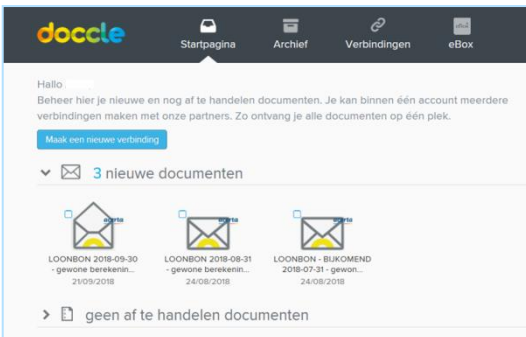 doccle
Startpagina
Archief
Verbindingen
eBox
Hallo
Beheer hier je nieuwe en nog af te handelen documenten. Je kan binnen één account meerdere
verbindingen maken met onze partners. Zo ontvang je alle documenten op één plek.
Maak een nieuwe verbinding
3 nieuwe documenten
acerta
acerta
acerta
LOONBON 2018-09-30
- gewone berekenin...
21/09/2018
LOONBON 2018-08-31
- gewone berekenin...
24/08/2018
LOONBON - BIJKOMEND
2018-07-31 - gewon...
24/08/2018
geen af te handelen documenten